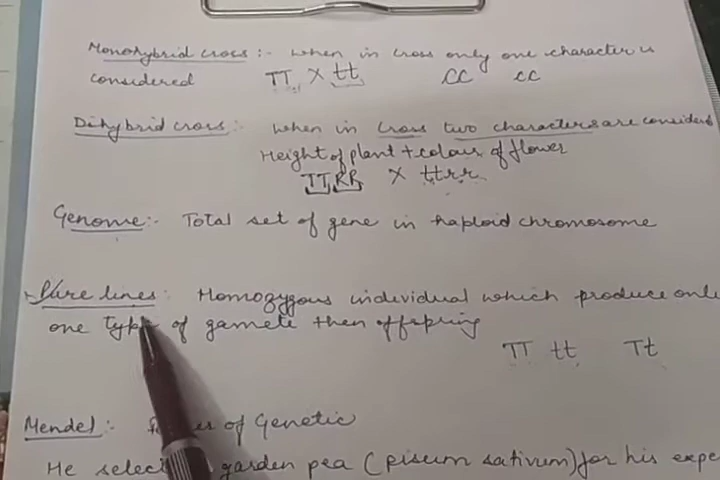 Monohybrid cross:- When in cross only one character is
considered TT X tt CC cc
Dihybrid cross:- When in cross two characters are considered
Height of plant + colour of flower
TTRR X ttrr
Genome:- Total set of gene in haploid chromosome
Pure lines: Homozygous individual which produce only
one type of gamete then offspring
TT tt Tt
Mendel:- of Genetic
He garden pea (pisum sativum) for his expe